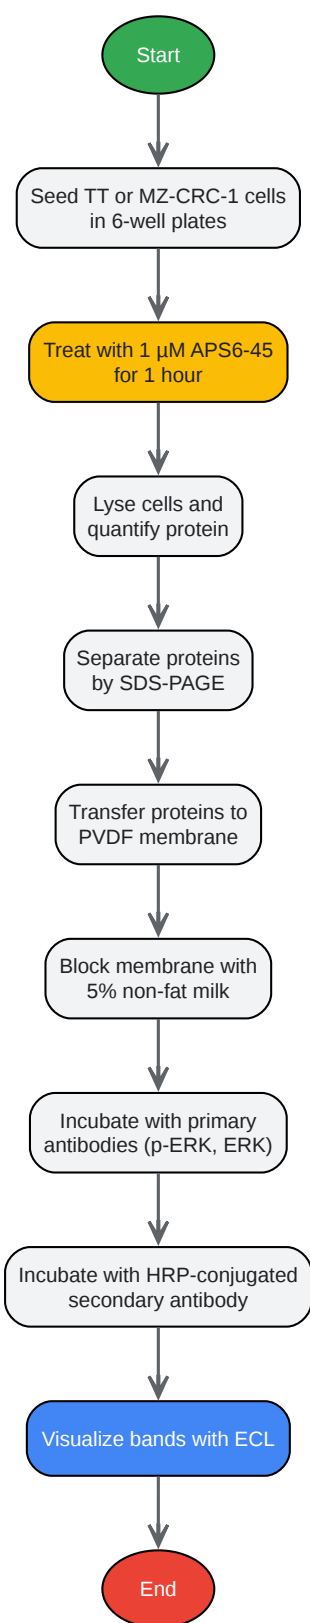 Start
Seed TT or MZ-CRC-1 cells
in 6-well plates
Treat with 1 µM APS6-45
for 1 hour
Lyse cells and
quantify protein
Separate proteins
by SDS-PAGE
Transfer proteins to
PVDF membrane
Block membrane with
5% non-fat milk
Incubate with primary
antibodies (p-ERK, ERK)
Incubate with HRP-conjugated
secondary antibody
Visualize bands with ECL
End